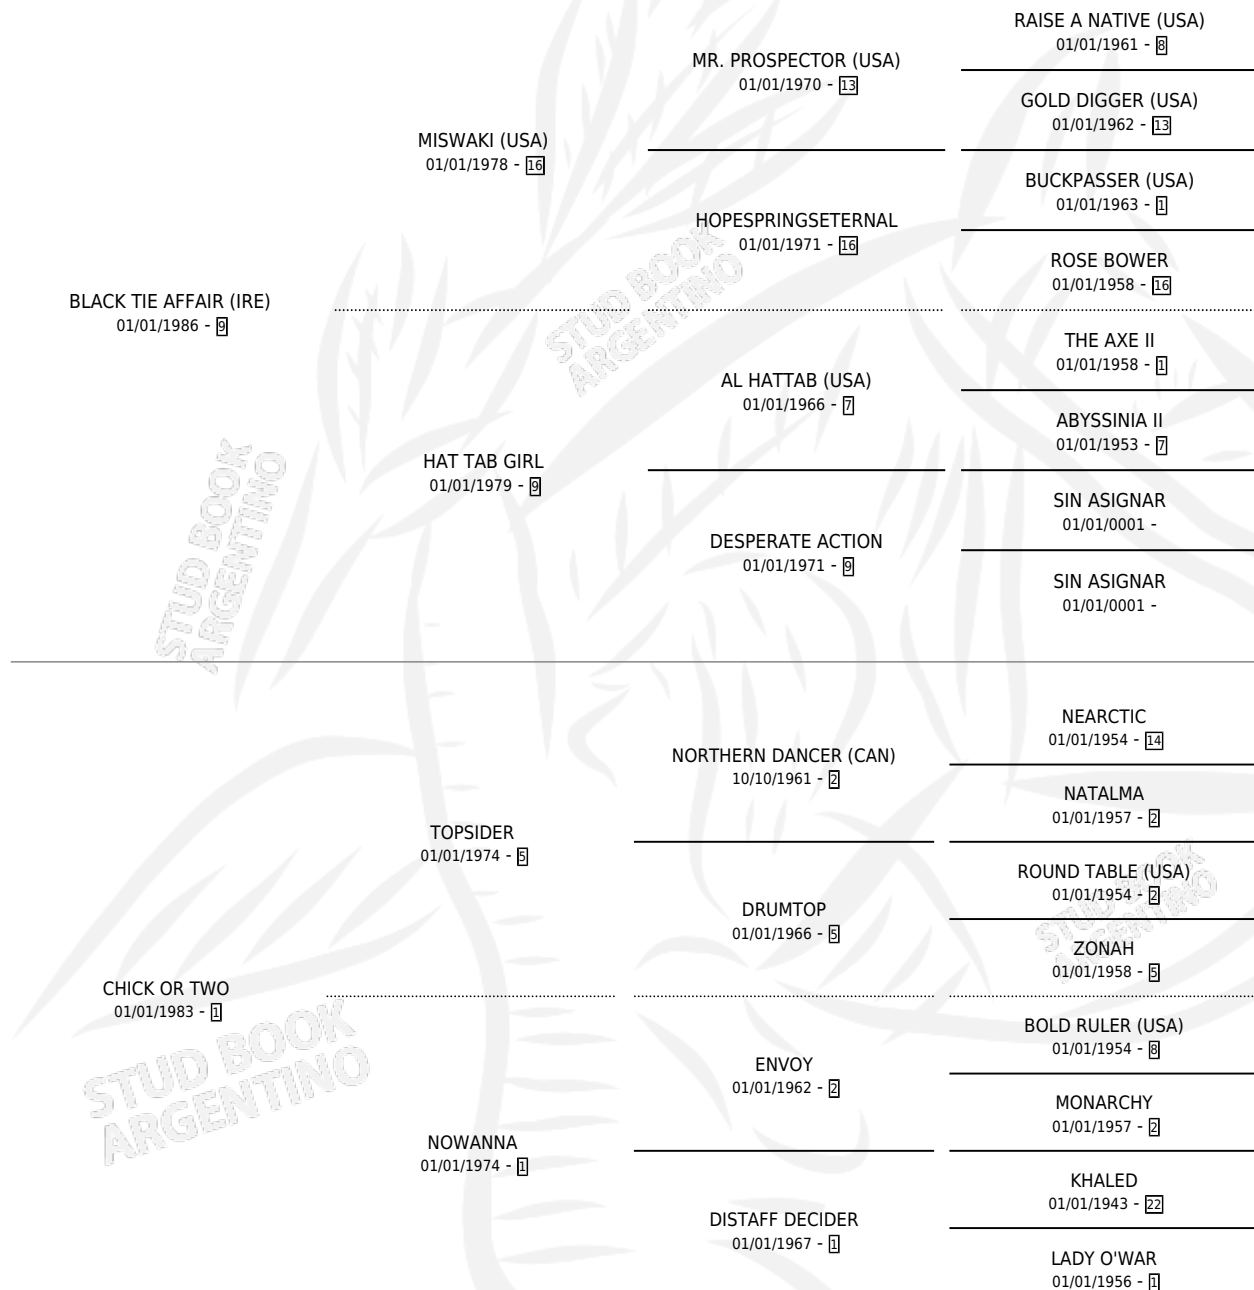 RAISE A NATIVE (USA)
01/01/1961 - 8
MR. PROSPECTOR (USA)
01/01/1970 - 13
GOLD DIGGER (USA)
01/01/1962 - 13
MISWAKI (USA)
01/01/1978 - 16
BUCKPASSER (USA)
01/01/1963 - 1
HOPESPRINGSETERNAL
01/01/1971 - 16
ROSE BOWER
01/01/1958 - 16
BLACK TIE AFFAIR (IRE)
01/01/1986 - 9
THE AXE II
01/01/1958 - 1
AL HATTAB (USA)
01/01/1966 - 7
ABYSSINIA II
01/01/1953 - 7
HAT TAB GIRL
01/01/1979 - 9
SIN ASIGNAR
01/01/0001 -
DESPERATE ACTION
01/01/1971 - 9
SIN ASIGNAR
01/01/0001 -
NEARCTIC
01/01/1954 - 14
NORTHERN DANCER (CAN)
10/10/1961 - 2
NATALMA
01/01/1957 - 2
TOPSIDER
01/01/1974 - 5
ROUND TABLE (USA)
01/01/1954 - 2
DRUMTOP
01/01/1966 - 5
ZONAH
01/01/1958 - 5
CHICK OR TWO
01/01/1983 - 1
BOLD RULER (USA)
01/01/1954 - 8
ENVOY
01/01/1962 - 2
MONARCHY
01/01/1957 - 2
NOWANNA
01/01/1974 - 1
KHALED
01/01/1943 - 22
DISTAFF DECIDER
01/01/1967 - 1
LADY O'WAR
01/01/1956 - 1
STUD BOOK
ARGENTINO
STUD BOOK
ARGENTINO
STUD BOOK
ARGENTINO
STUD BOOK
ARGENTINO